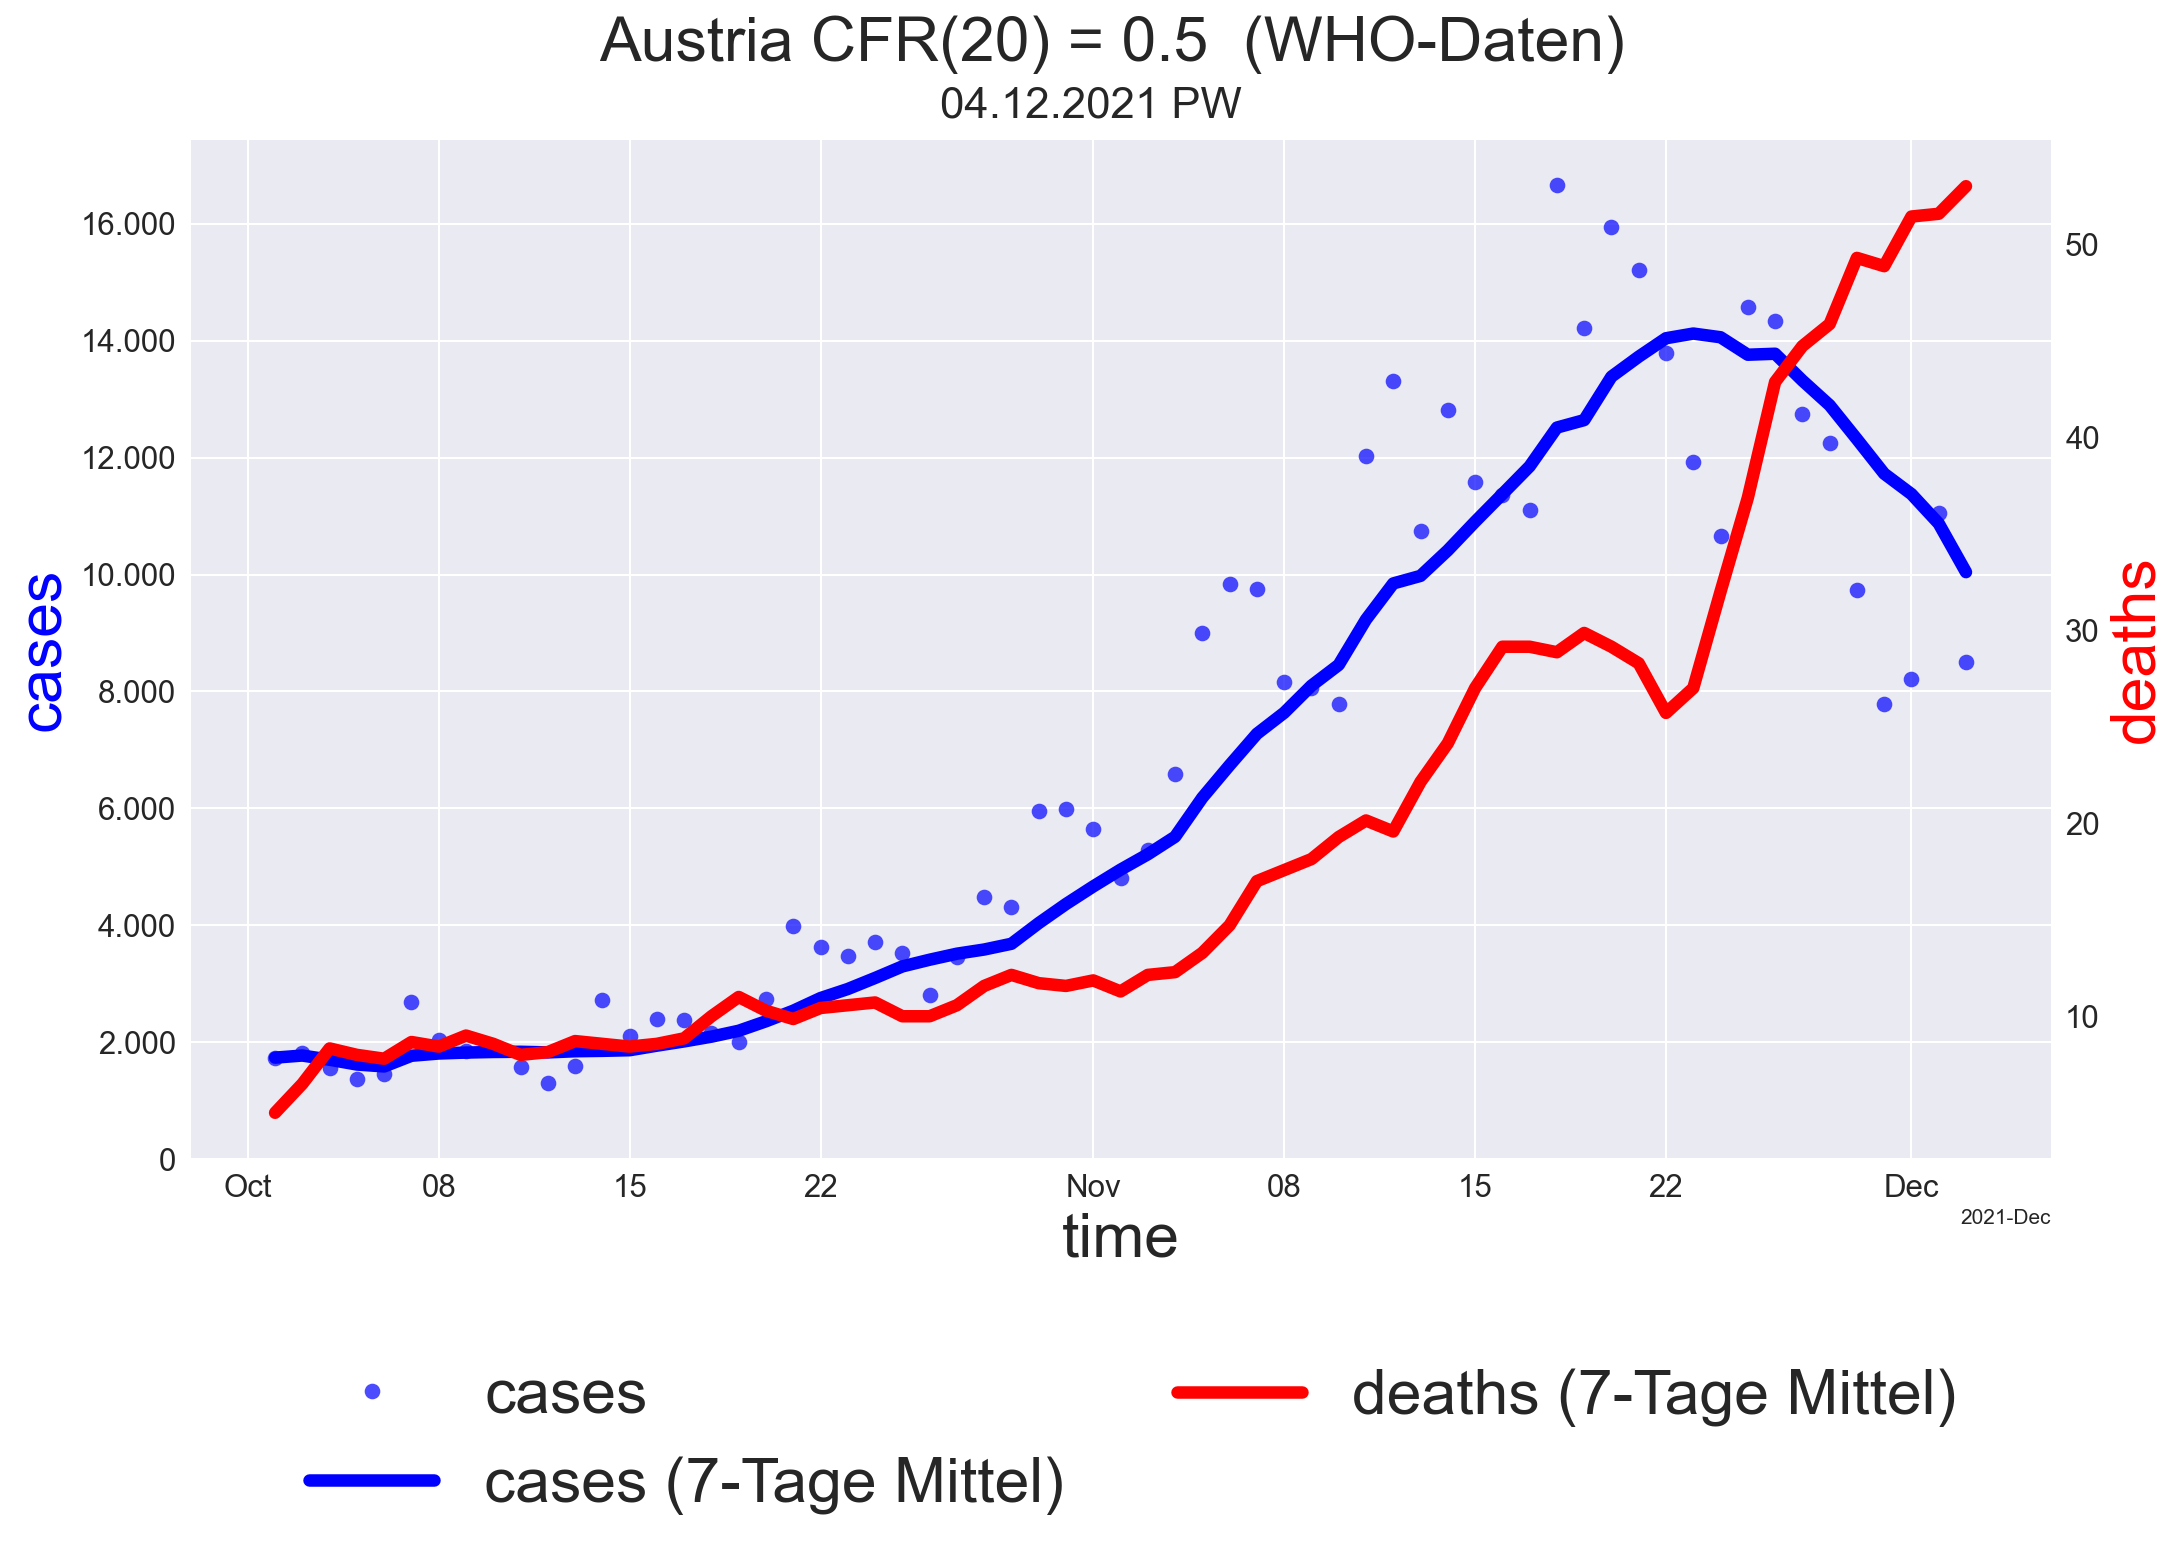 Austria CFR(20) = 0.5  (WHO-Daten)
04.12.2021 PW
16.000
14.000
12.000
10.000
8.000
6.000
4.000
2.000
0
cases
50
40
30
20
10
deaths
Oct 08 15 22 Nov 08 15 22 Dec
2021-Dec
time
cases
cases (7-Tage Mittel)
deaths (7-Tage Mittel)